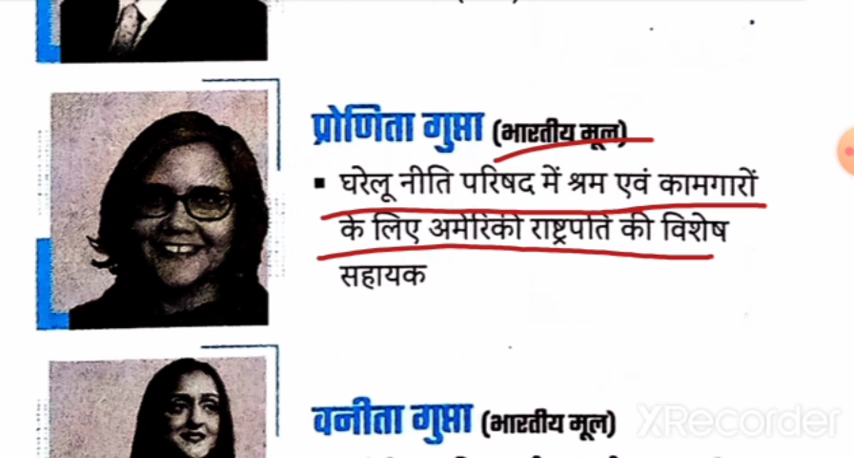 प्रोणिता गुप्ता (भारतीय मूल)
▪ घरेलू नीति परिषद में श्रम एवं कामगारों
के लिए अमेरिकी राष्ट्रपति की विशेष
सहायक
वनीता गुप्ता (भारतीय मूल)
XRecorder